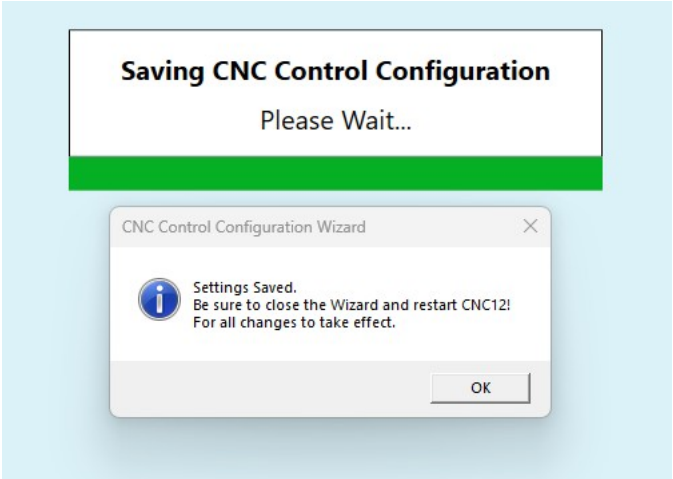 Saving CNC Control Configuration
Please Wait...
CNC Control Configuration Wizard
Settings Saved.
Be sure to close the Wizard and restart CNC12!
For all changes to take effect.
OK